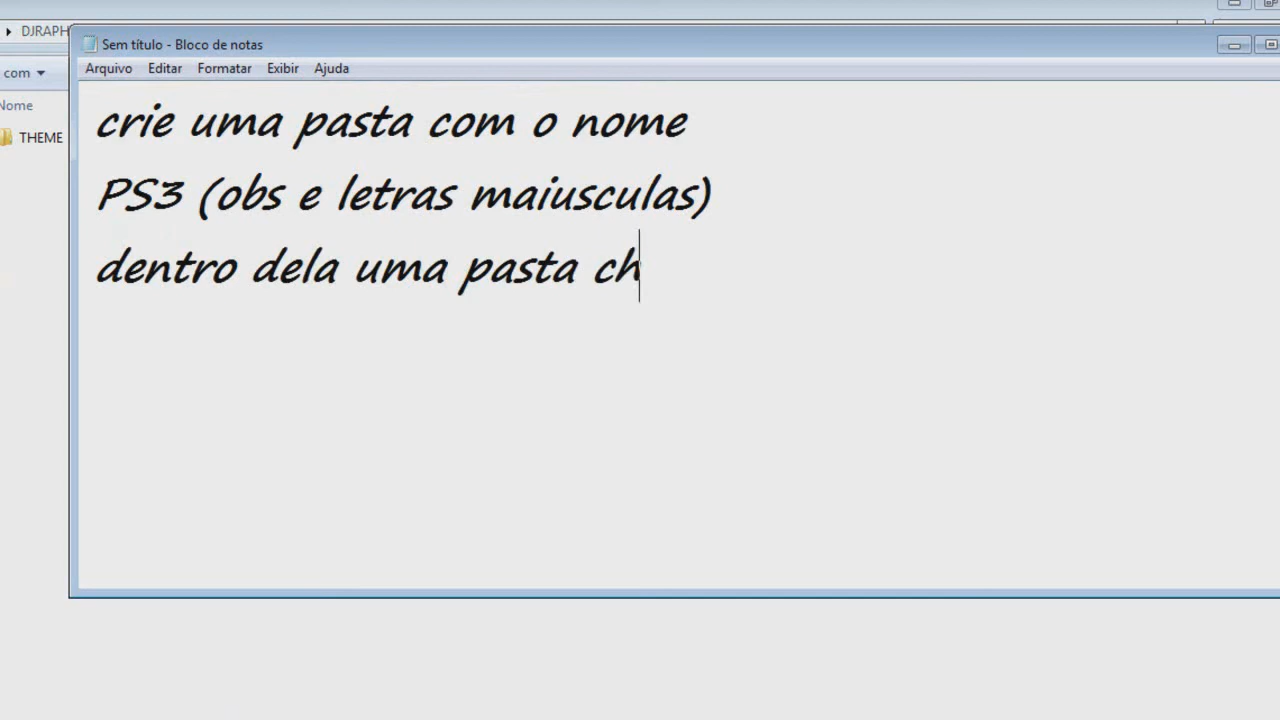 DJRAPH
Sem título - Bloco de notas
Arquivo Editar Formatar Exibir Ajuda
com
Nome
THEME
crie uma pasta com o nome
PS3 (obs e letras maiusculas)
dentro dela uma pasta ch